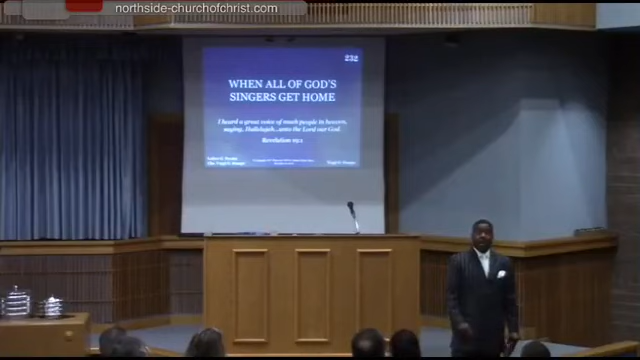 northside-churchofchrist.com
232
WHEN ALL OF GOD'S
SINGERS GET HOME
I heard a great voice of much people in heaven,
saying, Hallelujah...unto the Lord our God.
Revelation 19:1